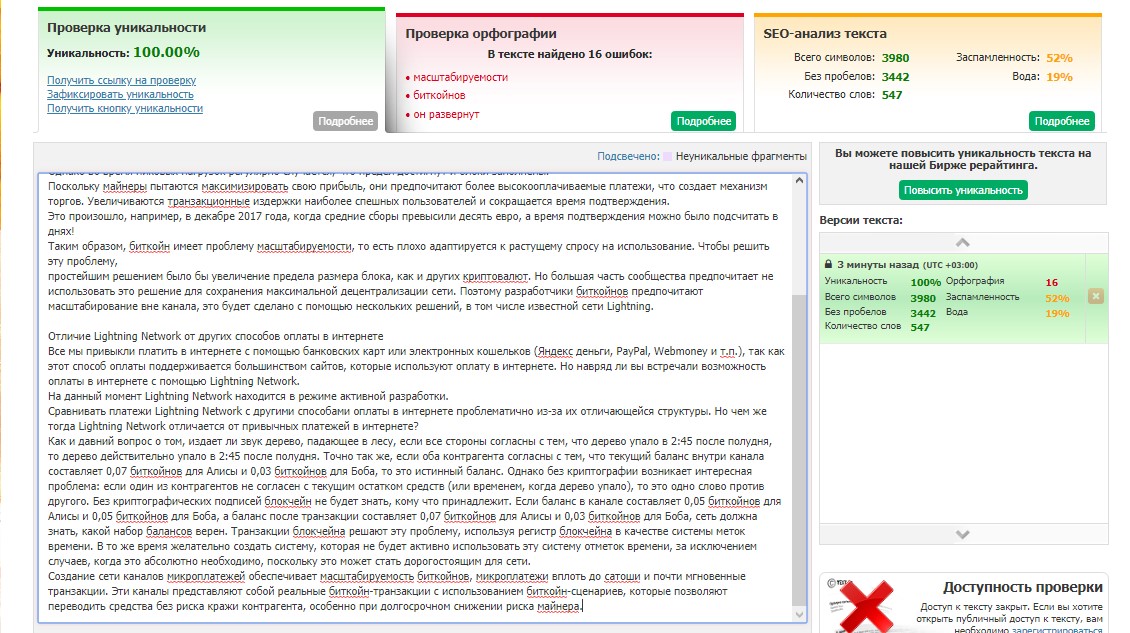 Проверка уникальности
Уникальность: 100.00%
Получить ссылку на проверку
Зафиксировать уникальность
Получить кнопку уникальности
Подробнее
Проверка орфографии
В тексте найдено 16 ошибок:
• масштабируемости
• биткойнов
• он развернут
Подробнее
SEO-анализ текста
Всего символов: 3980
Без пробелов: 3442
Количество слов: 547
Заспамленность: 52%
Вода: 19%
Подробнее
Подсвечено: Неуникальные фрагменты
Поскольку майнеры пытаются максимизировать свою прибыль, они предпочитают более высокооплачиваемые платежи, что создает механизм
торгов. Увеличиваются транзакционные издержки наиболее спешных пользователей и сокращается время подтверждения.
Это произошло, например, в декабре 2017 года, когда средние сборы превысили десять евро, а время подтверждения можно было подсчитать в
днях!
Таким образом, биткойн имеет проблему масштабируемости, то есть плохо адаптируется к растущему спросу на использование. Чтобы решить
эту проблему,
простейшим решением было бы увеличение предела размера блока, как и других криптовалют. Но большая часть сообщества предпочитает не
использовать это решение для сохранения максимальной децентрализации сети. Поэтому разработчики биткойнов предпочитают
масштабирование вне канала, это будет сделано с помощью нескольких решений, в том числе известной сети Lightning.
Отличие Lightning Network от других способов оплаты в интернете
Все мы привыкли платить в интернете с помощью банковских карт или электронных кошельков (Яндекс деньги, PayPal, Webmoney и т.п.), так как
этот способ оплаты поддерживается большинством сайтов, которые используют оплату в интернете. Но навряд ли вы встречали возможность
оплаты в интернете с помощью Lightning Network.
На данный момент Lightning Network находится в режиме активной разработки.
Сравнивать платежи Lightning Network с другими способами оплаты в интернете проблематично из-за их отличающейся структуры. Но чем же
тогда Lightning Network отличается от привычных платежей в интернете?
Как и давний вопрос о том, издает ли звук дерево, падающее в лесу, если все стороны согласны с тем, что дерево упало в 2:45 после полудня,
то дерево действительно упало в 2:45 после полудня. Точно так же, если оба контрагента согласны с тем, что текущий баланс внутри канала
составляет 0,07 биткойнов для Алисы и 0,03 биткойнов для Боба, то это истинный баланс. Однако без криптографии возникает интересная
проблема: если один из контрагентов не согласен с текущим остатком средств (или временем, когда дерево упало), то это одно слово против
другого. Без криптографических подписей блокчейн не будет знать, кому что принадлежит. Если баланс в канале составляет 0,05 биткойнов для
Алисы и 0,05 биткойнов для Боба, а баланс после транзакции составляет 0,07 биткойнов для Алисы и 0,03 биткойнов для Боба, сеть должна
знать, какой набор балансов верен. Транзакции блокчейна решают эту проблему, используя регистр блокчейна в качестве системы меток
времени. В то же время желательно создать систему, которая не будет активно использовать эту систему отметок времени, за исключением
случаев, когда это абсолютно необходимо, поскольку это может стать дорогостоящим для сети.
Создание сети каналов микроплатежей обеспечивает масштабируемость биткойнов, микроплатежи вплоть до сатоши и почти мгновенные
транзакции. Эти каналы представляют собой реальные биткойн-транзакции с использованием биткойн-сценариев, которые позволяют
переводить средства без риска кражи контрагента, особенно при долгосрочном снижении риска майнера.
Вы можете повысить уникальность текста на
нашей Бирже рерайтинга.
Повысить уникальность
Версии текста:
3 минуты назад (UTC +03:00)
Уникальность 100% Орфография 16
Всего символов 3980 Заспамленность 52%
Без пробелов 3442 Вода 19%
Количество слов 547
Доступность проверки
Доступ к тексту закрыт. Если вы хотите
открыть публичный доступ к тексту, вам
необходимо зарегистрироваться